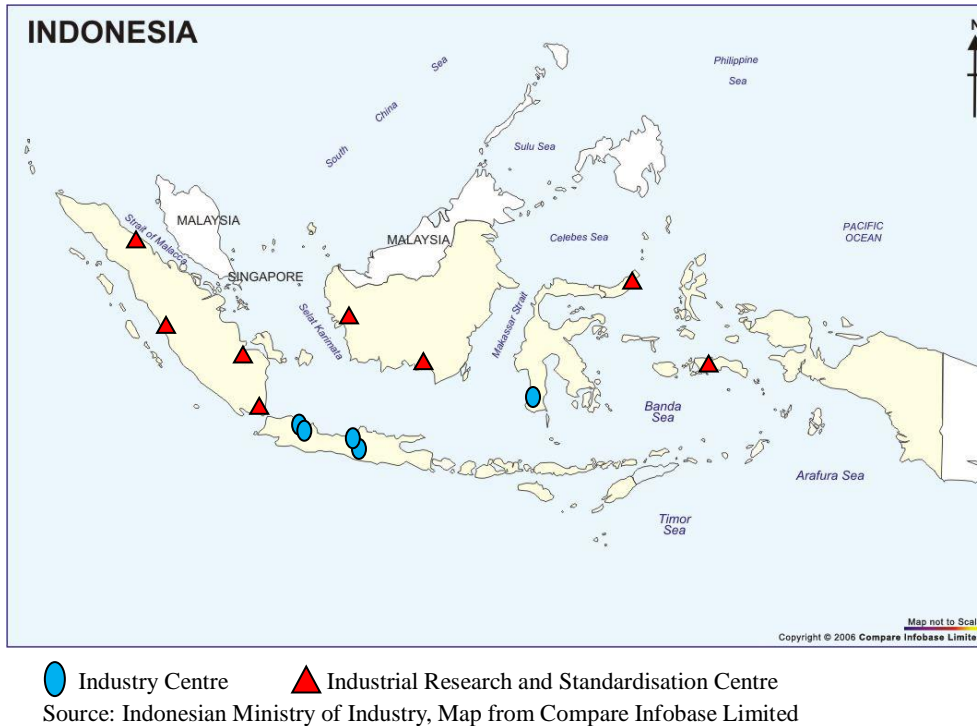 INDONESIA
N
Philippine
Sea
South China Sea
Sulu Sea
MALAYSIA
Strait of Malacca
MALAYSIA
Celebes Sea
PACIFIC
OCEAN
SINGAPORE
Selat Karimata
Makassar Strait
Banda
Sea
Arafura Sea
Timor
Sea
Map not to Scal
Copyright © 2006 Compare Infobase Limite
Industry Centre Industrial Research and Standardisation Centre
Source: Indonesian Ministry of Industry, Map from Compare Infobase Limited